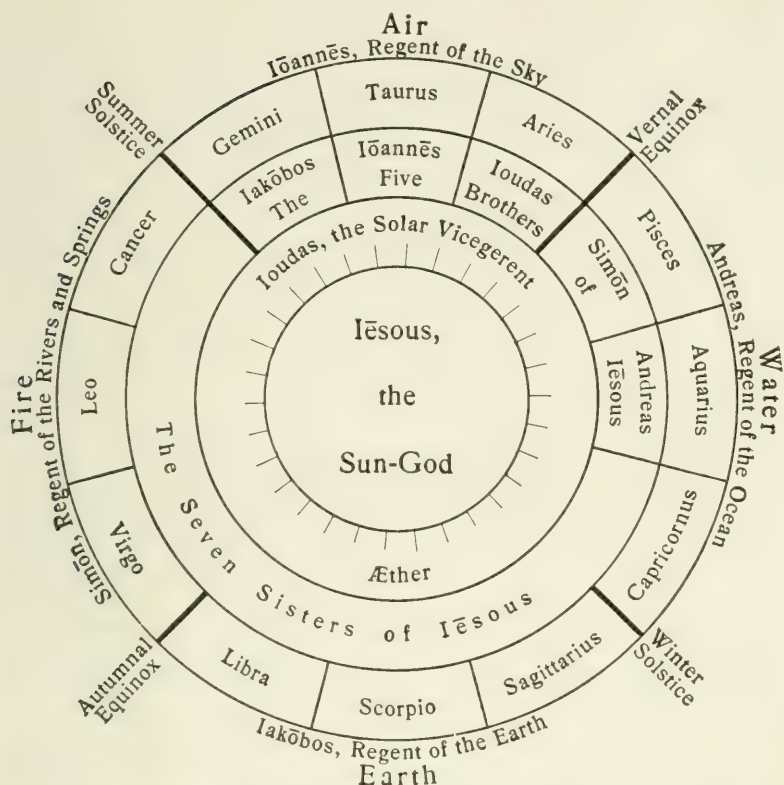 Air
Iōannēs, Regent of the Sky
Summer
Solstice
Vernal
Equinox
Gemini
Taurus
Aries
Iakōbos
The
Iōannēs
Five
Ioudas
Brothers
Cancer
Pisces
Simōn
of
Ioudas, the Solar Vicegerent
Fire
Simōn, Regent of the Rivers and Springs
Leo
Iēsous,
the
Sun-God
Andreas
Iēsous
Aquarius
Andreas, Regent of the Ocean
Water
Virgo
The Seven Sisters of Iēsous
Æther
Capricornus
Autumnal
Equinox
Libra
Scorpio
Sagittarius
Winter
Solstice
Iakōbos, Regent of the Earth
Earth